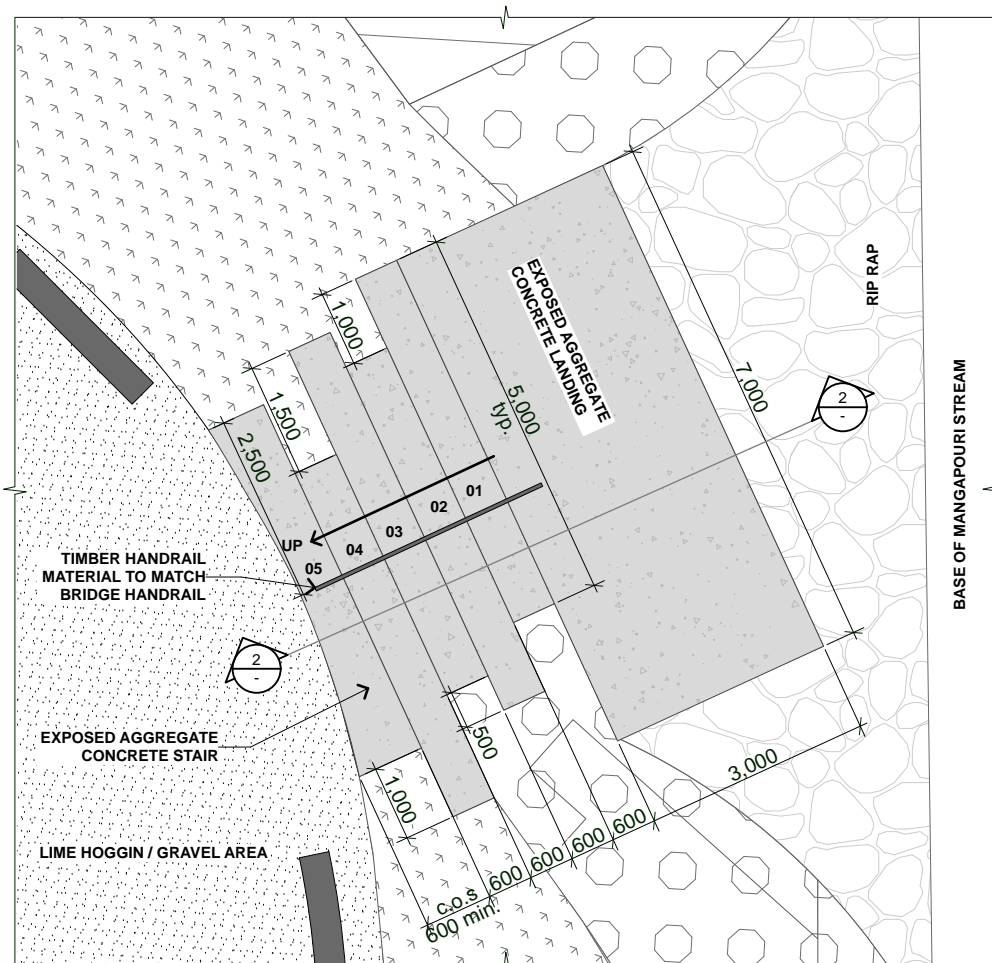 EXPOSED AGGREGATE
CONCRETE LANDING
RIP RAP
1,000
1,500
2,500
5,000
typ.
7,000
2
-
BASE OF MANGAPOURI STREAM
01
02
03
04
05
UP
TIMBER HANDRAIL
MATERIAL TO MATCH
BRIDGE HANDRAIL
2
-
EXPOSED AGGREGATE
CONCRETE STAIR
500
1,000
3,000
600
600
600
600
c.o.s
600 min.
LIME HOGGIN / GRAVEL AREA